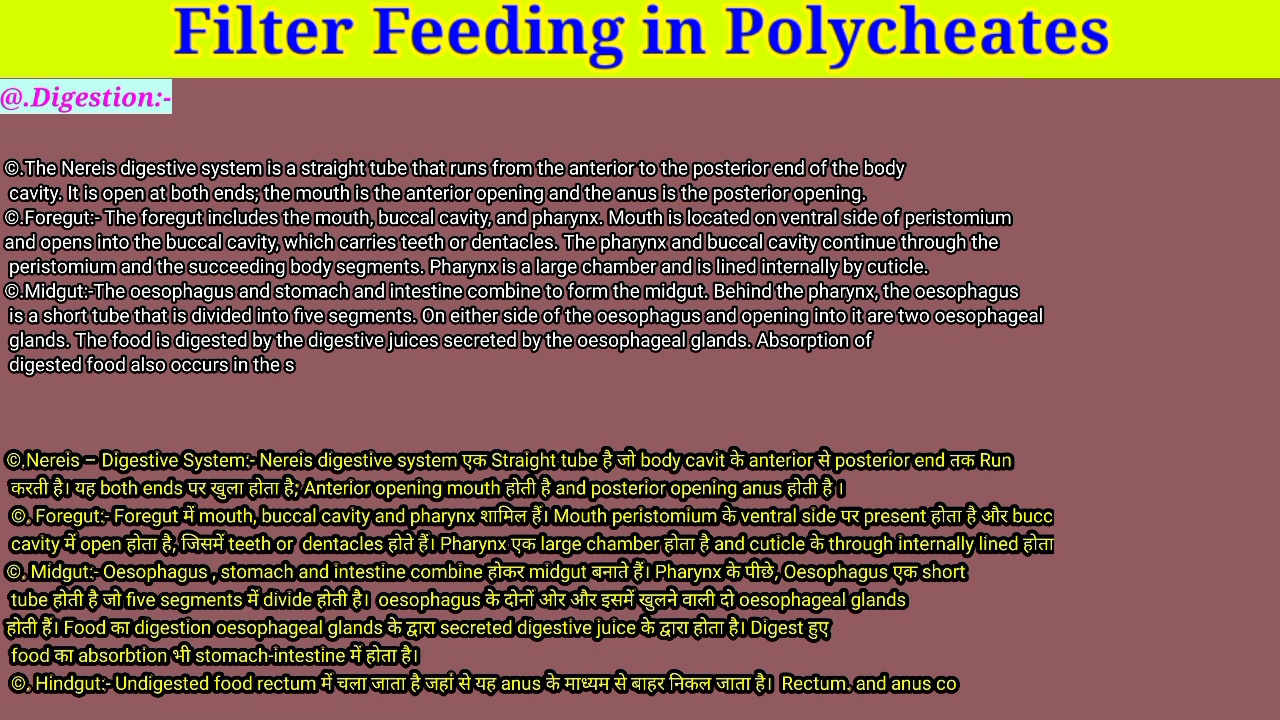 Filter Feeding in Polycheates
@.Digestion:-
©.The Nereis digestive system is a straight tube that runs from the anterior to the posterior end of the body
cavity. It is open at both ends; the mouth is the anterior opening and the anus is the posterior opening.
©.Foregut:- The foregut includes the mouth, buccal cavity, and pharynx. Mouth is located on ventral side of peristomium
and opens into the buccal cavity, which carries teeth or dentacles. The pharynx and buccal cavity continue through the
peristomium and the succeeding body segments. Pharynx is a large chamber and is lined internally by cuticle.
©.Midgut:-The oesophagus and stomach and intestine combine to form the midgut. Behind the pharynx, the oesophagus
is a short tube that is divided into five segments. On either side of the oesophagus and opening into it are two oesophageal
glands. The food is digested by the digestive juices secreted by the oesophageal glands. Absorption of
digested food also occurs in the s
©.Nereis – Digestive System:- Nereis digestive system एक Straight tube है जो body cavit के anterior से posterior end तक Run
करती है। यह both ends पर खुला होता है; Anterior opening mouth होती है and posterior opening anus होती है ।
©. Foregut:- Foregut में mouth, buccal cavity and pharynx शामिल हैं। Mouth peristomium के ventral side पर present होता है और bucc
cavity में open होता है, जिसमें teeth or dentacles होते हैं। Pharynx एक large chamber होता है and cuticle के through internally lined होता
©. Midgut:- Oesophagus , stomach and intestine combine होकर midgut बनाते हैं। Pharynx के पीछे, Oesophagus एक short
tube होती है जो five segments में divide होती है। oesophagus के दोनों ओर और इसमें खुलने वाली दो oesophageal glands
होती हैं। Food का digestion oesophageal glands के द्वारा secreted digestive juice के द्वारा होता है। Digest हुए
food का absorbtion भी stomach-intestine में होता है।
©. Hindgut:- Undigested food rectum में चला जाता है जहां से यह anus के माध्यम से बाहर निकल जाता है। Rectum. and anus co